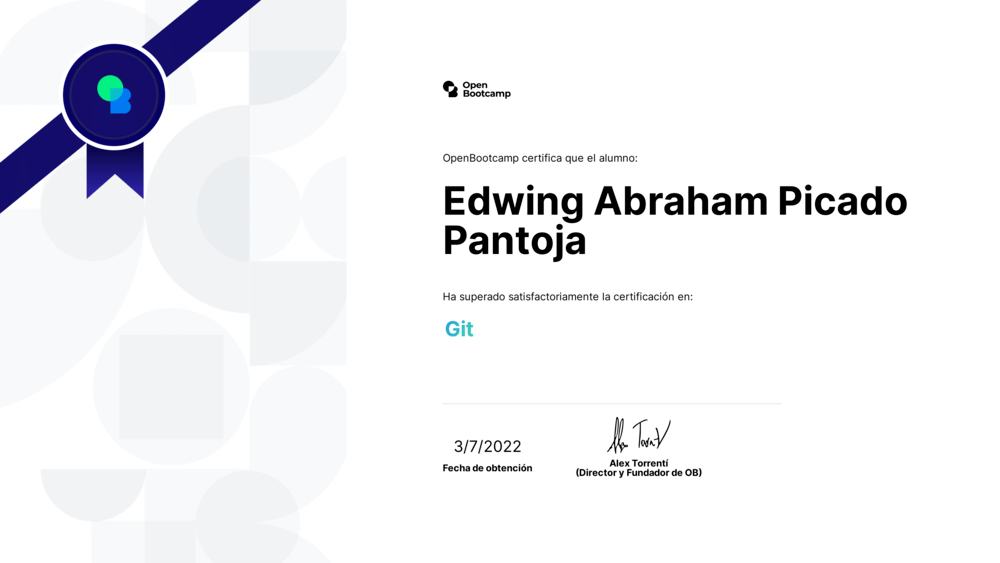 Open
Bootcamp
OpenBootcamp certifica que el alumno:
Edwing Abraham Picado
Pantoja
Ha superado satisfactoriamente la certificación en:
Git
3/7/2022
Fecha de obtención
Alex Torrentí
(Director y Fundador de OB)